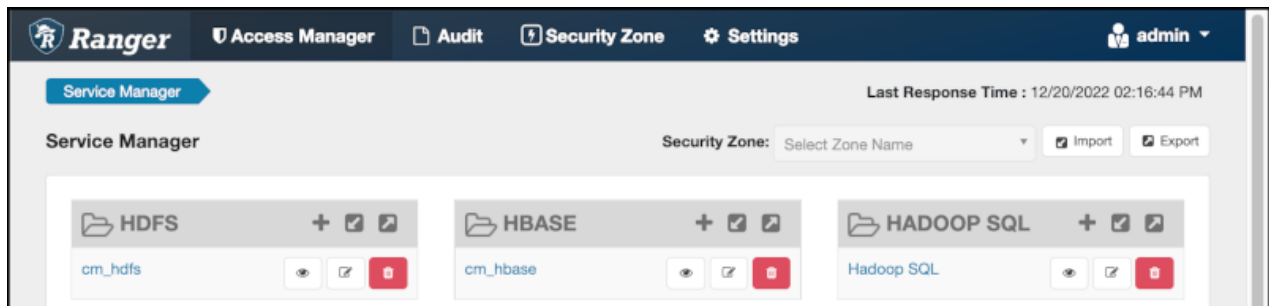 Ranger Access Manager Audit Security Zone Settings admin
Service Manager Last Response Time : 12/20/2022 02:16:44 PM
Service Manager Security Zone: Select Zone Name Import Export
HDFS HBASE HADOOP SQL
cm_hdfs cm_hbase Hadoop SQL